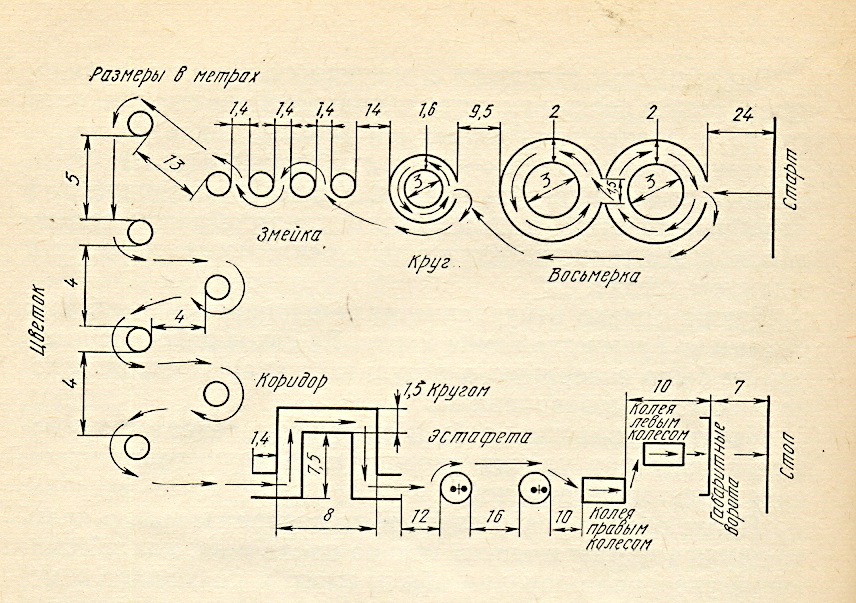 Размеры в метрах
1,4
1,4
1,4
14
1,6
9,5
2
2
24
13
3
3
1,5
3
Старт
5
Змейка
Круг
Восьмерка
4
4
Цветок
4
Коридор
1,5 Кругом
10
7
Колея
левым
колесом
1,4
Эстафета
7,5
Габаритные
ворота
Стоп
8
12
16
10
Колея
правым
колесом